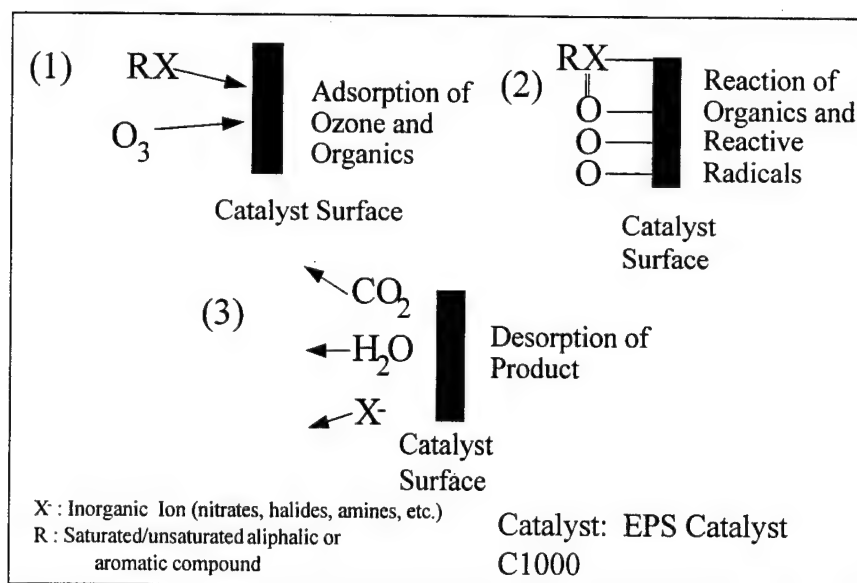 (1)
RX
O3
Adsorption of
Ozone and
Organics
Catalyst Surface
(2)
RX
O
O
O
Reaction of
Organics and
Reactive
Radicals
Catalyst
Surface
(3)
CO2
H2O
X-
Desorption of
Product
Catalyst
Surface
X- : Inorganic Ion (nitrates, halides, amines, etc.)
R : Saturated/unsaturated aliphalic or
aromatic compound
Catalyst: EPS Catalyst
C1000